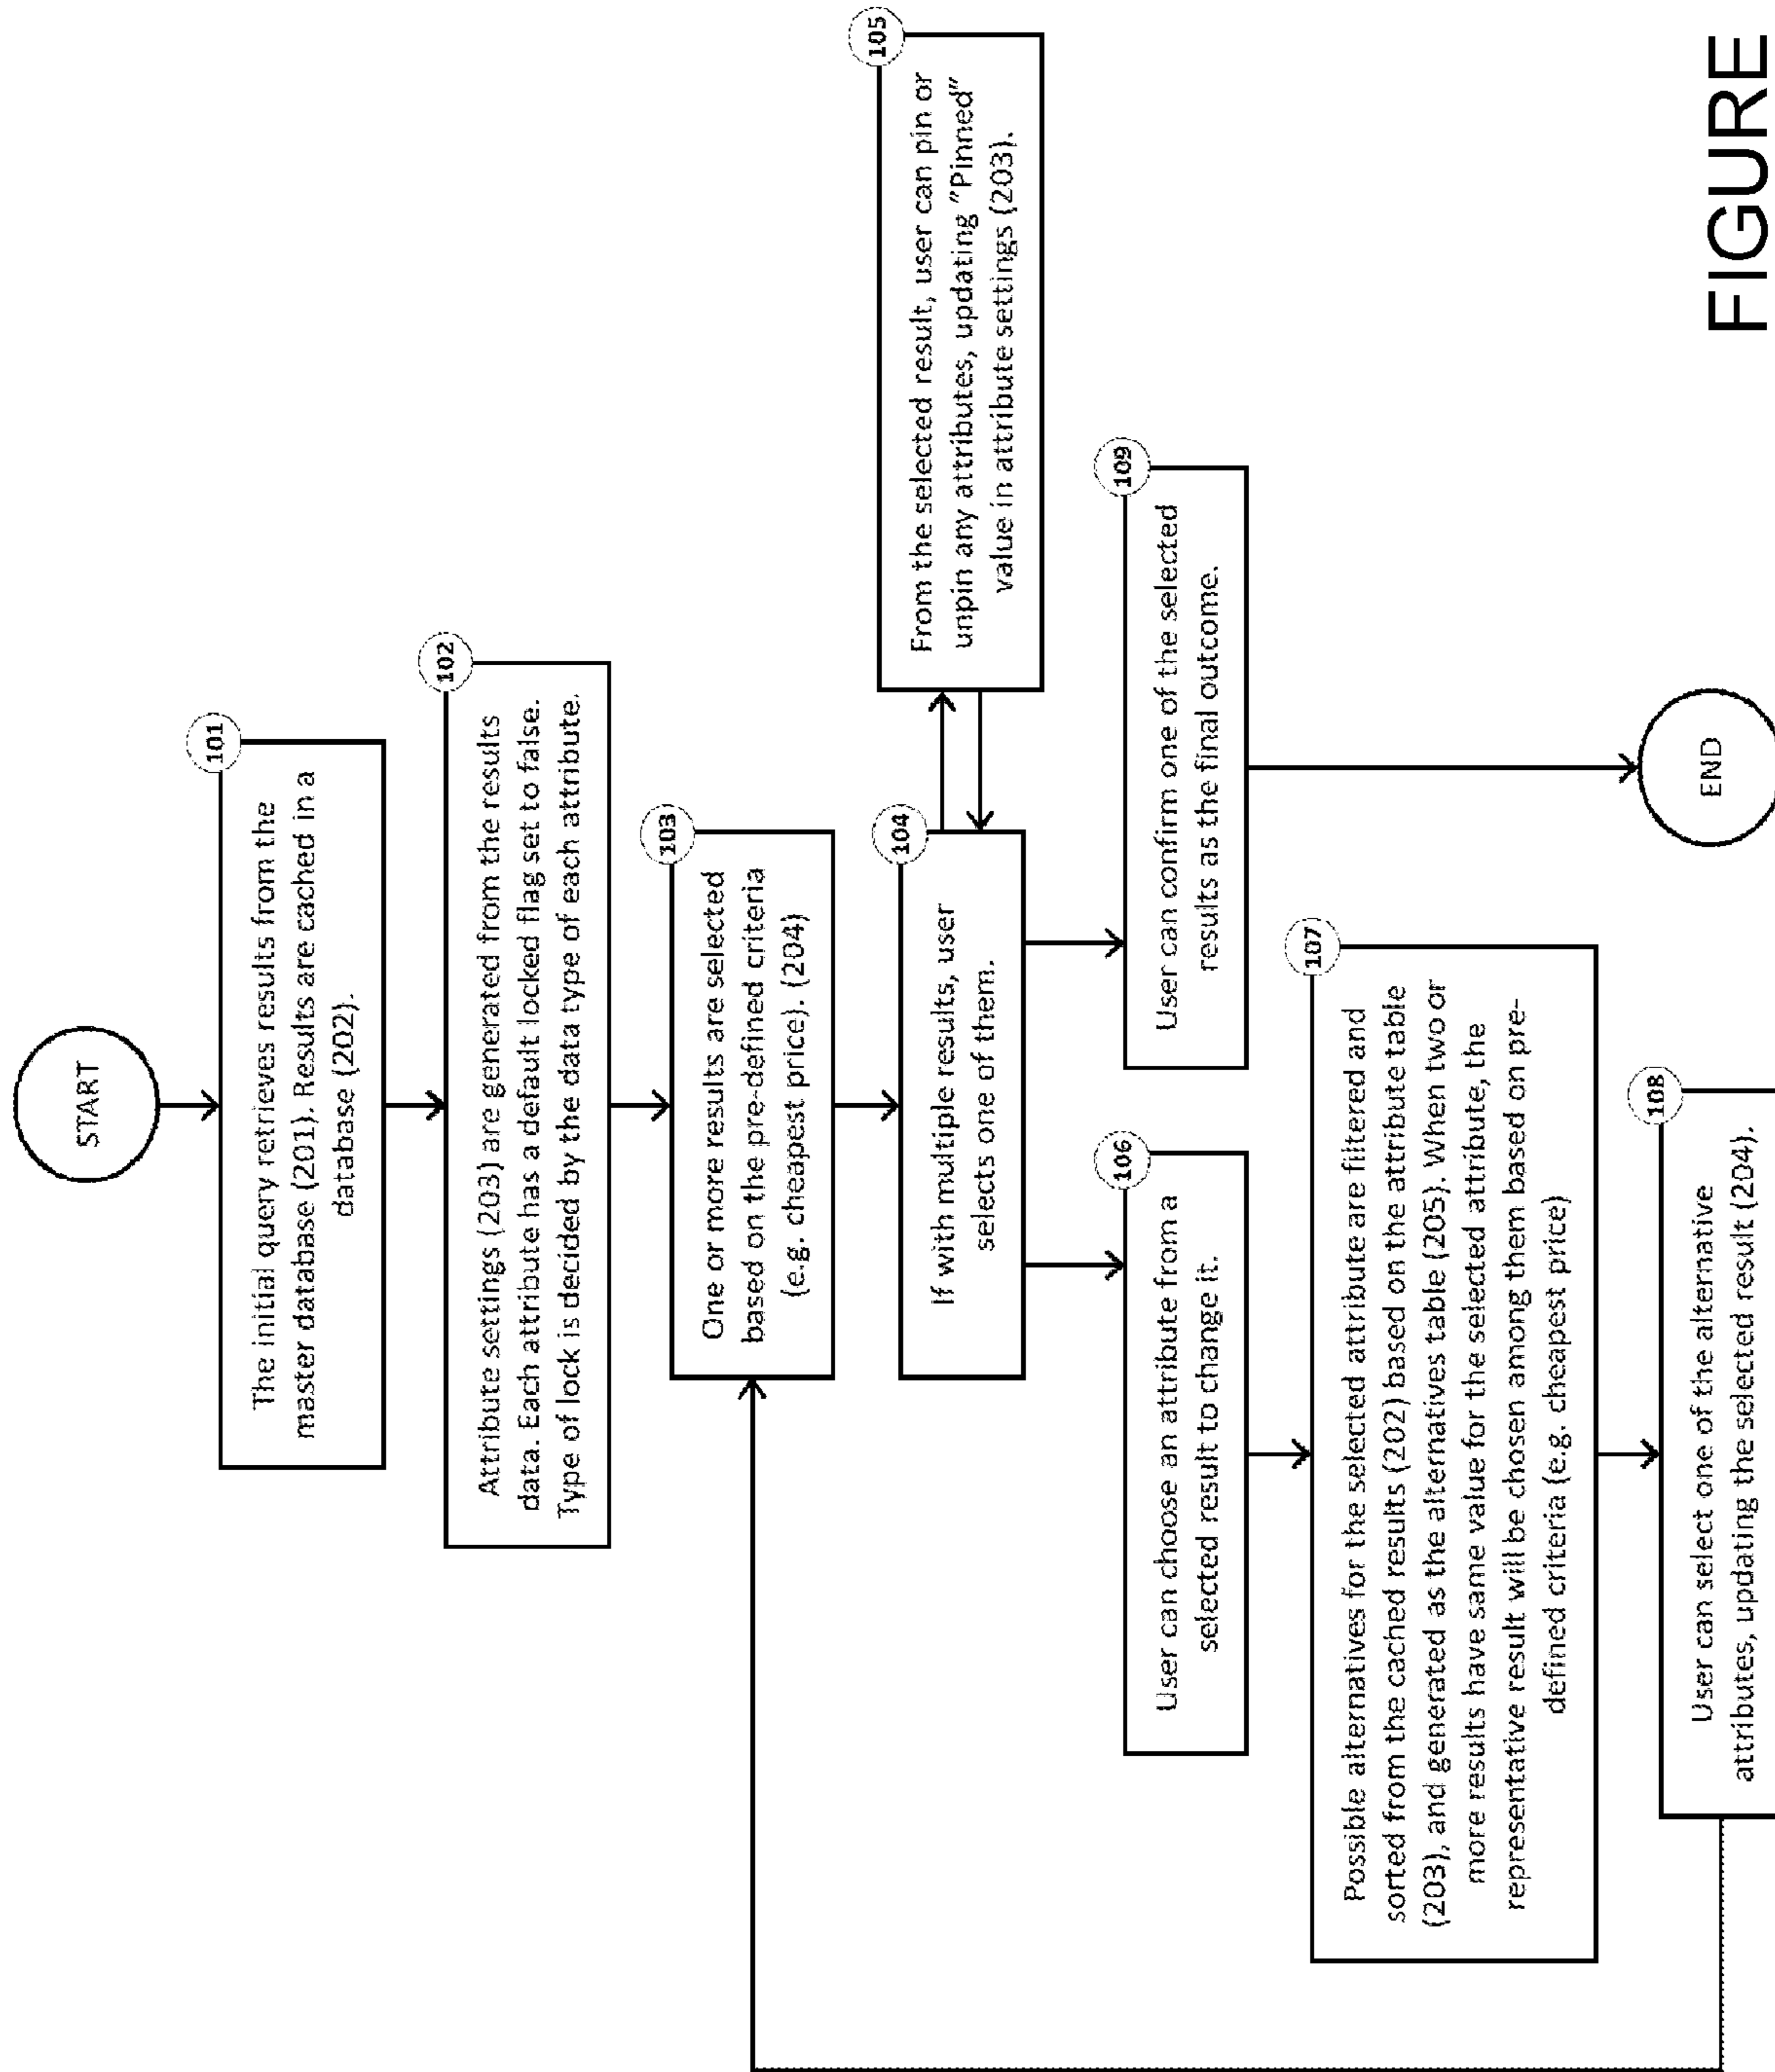 START
101
The initial query retrieves results from the
master database (201). Results are cached in a
database (202).
102
Attribute settings (203) are generated from the results
data. Each attribute has a default locked flag set to false.
Type of lock is decided by the data type of each attribute.
103
One or more results are selected
based on the pre-defined criteria
(e.g. cheapest price). (204)
104
If with multiple results, user
selects one of them.
105
From the selected result, user can pin or
unpin any attributes, updating "Pinned"
value in attribute settings (203).
106
User can choose an attribute from a
selected result to change it.
109
User can confirm one of the selected
results as the final outcome.
107
Possible alternatives for the selected attribute are filtered and
sorted from the cached results (202) based on the attribute table
(203), and generated as the alternatives table (205). When two or
more results have same value for the selected attribute, the
representative result will be chosen among them based on pre-
defined criteria (e.g. cheapest price)
108
User can select one of the alternative
attributes, updating the selected result (204).
END
FIGURE